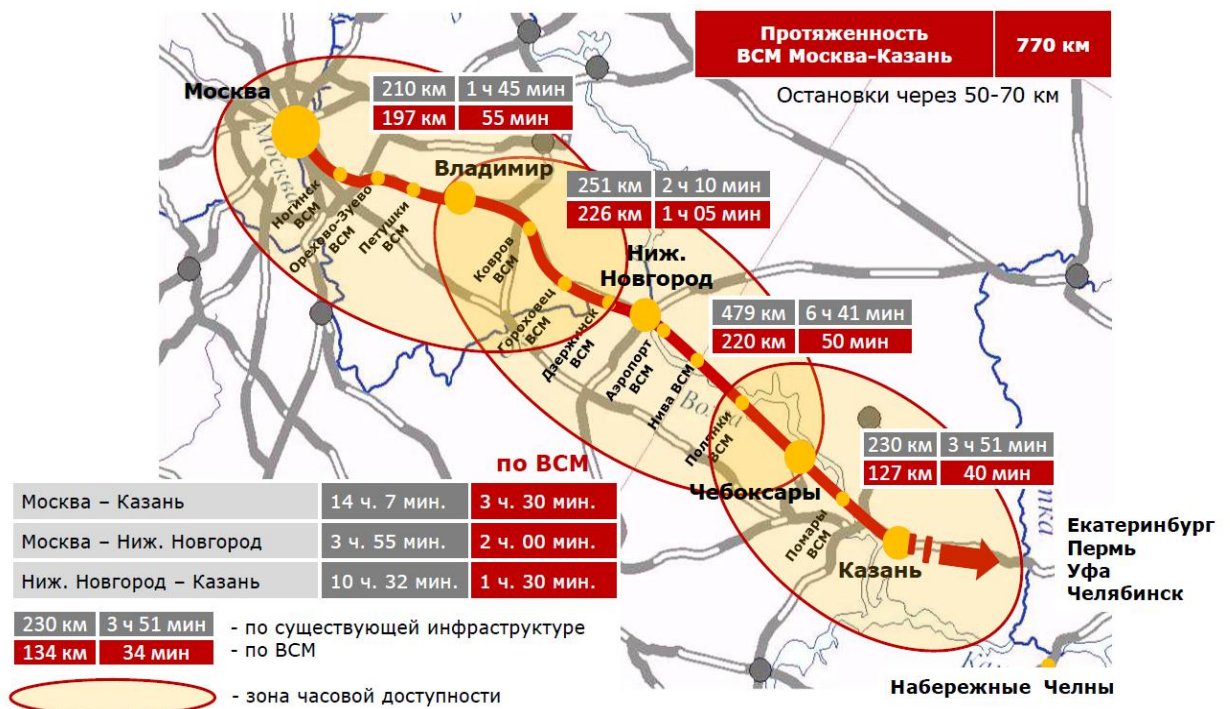 Протяженность
ВСМ Москва-Казань
770 км
Остановки через 50-70 км
Москва
210 км 1 ч 45 мин
197 км 55 мин
Москва
Владимир
251 км 2 ч 10 мин
226 км 1 ч 05 мин
Ногинск
ВСМ
Орехово-Зуево
ВСМ
Петушки
ВСМ
Ковров
ВСМ
Гороховец
ВСМ
Дзержинск
ВСМ
Ниж.
Новгород
479 км 6 ч 41 мин
220 км 50 мин
Аэропорт
ВСМ
Нива ВСМ
Полянки
ВСМ
Волга
Чебоксары
230 км 3 ч 51 мин
127 км 40 мин
Помары
ВСМ
Казань
Екатеринбург
Пермь
Уфа
Челябинск
Набережные Челны
по ВСМ
Москва – Казань 14 ч. 7 мин. 3 ч. 30 мин.
Москва – Ниж. Новгород 3 ч. 55 мин. 2 ч. 00 мин.
Ниж. Новгород – Казань 10 ч. 32 мин. 1 ч. 30 мин.
230 км 3 ч 51 мин - по существующей инфраструктуре
134 км 34 мин - по ВСМ
- зона часовой доступности